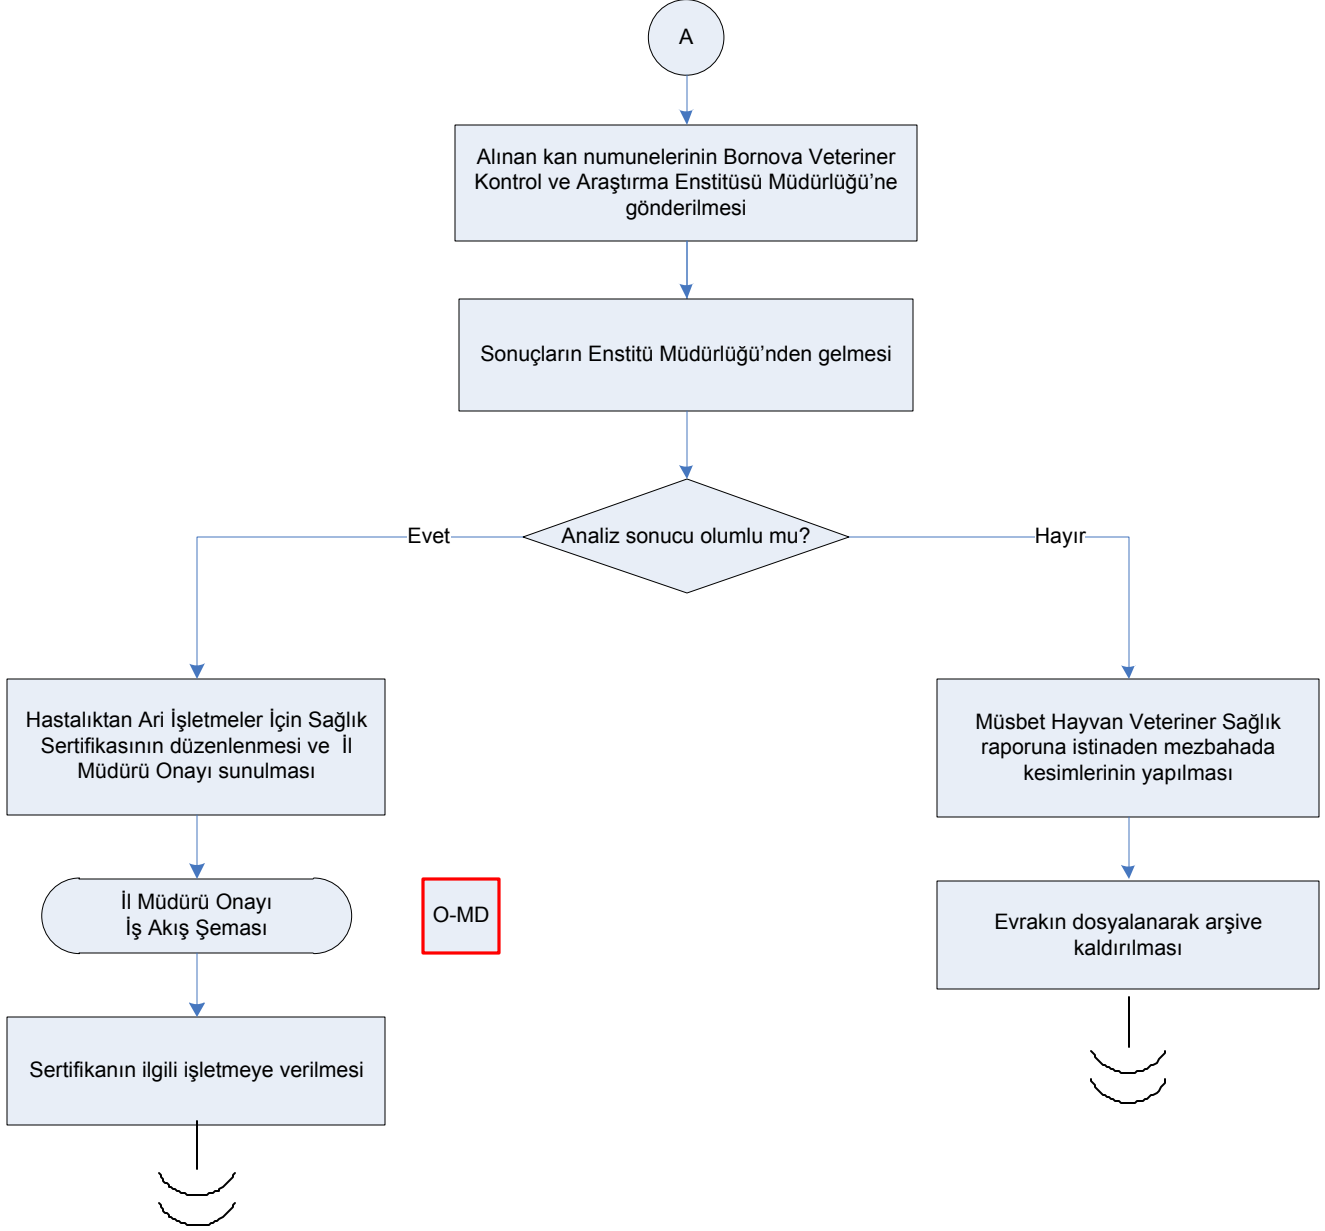 A
Alınan kan numunelerinin Bornova Veteriner
Kontrol ve Araştırma Enstitüsü Müdürlüğü’ne
gönderilmesi
Sonuçların Enstitü Müdürlüğü’nden gelmesi
Analiz sonucu olumlu mu?
Evet
Hayır
Hastalıktan Ari İşletmeler İçin Sağlık
Sertifikasının düzenlenmesi ve İl
Müdürü Onayı sunulması
Müsbet Hayvan Veteriner Sağlık
raporuna istinaden mezbahada
kesimlerinin yapılması
İl Müdürü Onayı
İş Akış Şeması
O-MD
Evrakın dosyalanarak arşive
kaldırılması
Sertifikanın ilgili işletmeye verilmesi